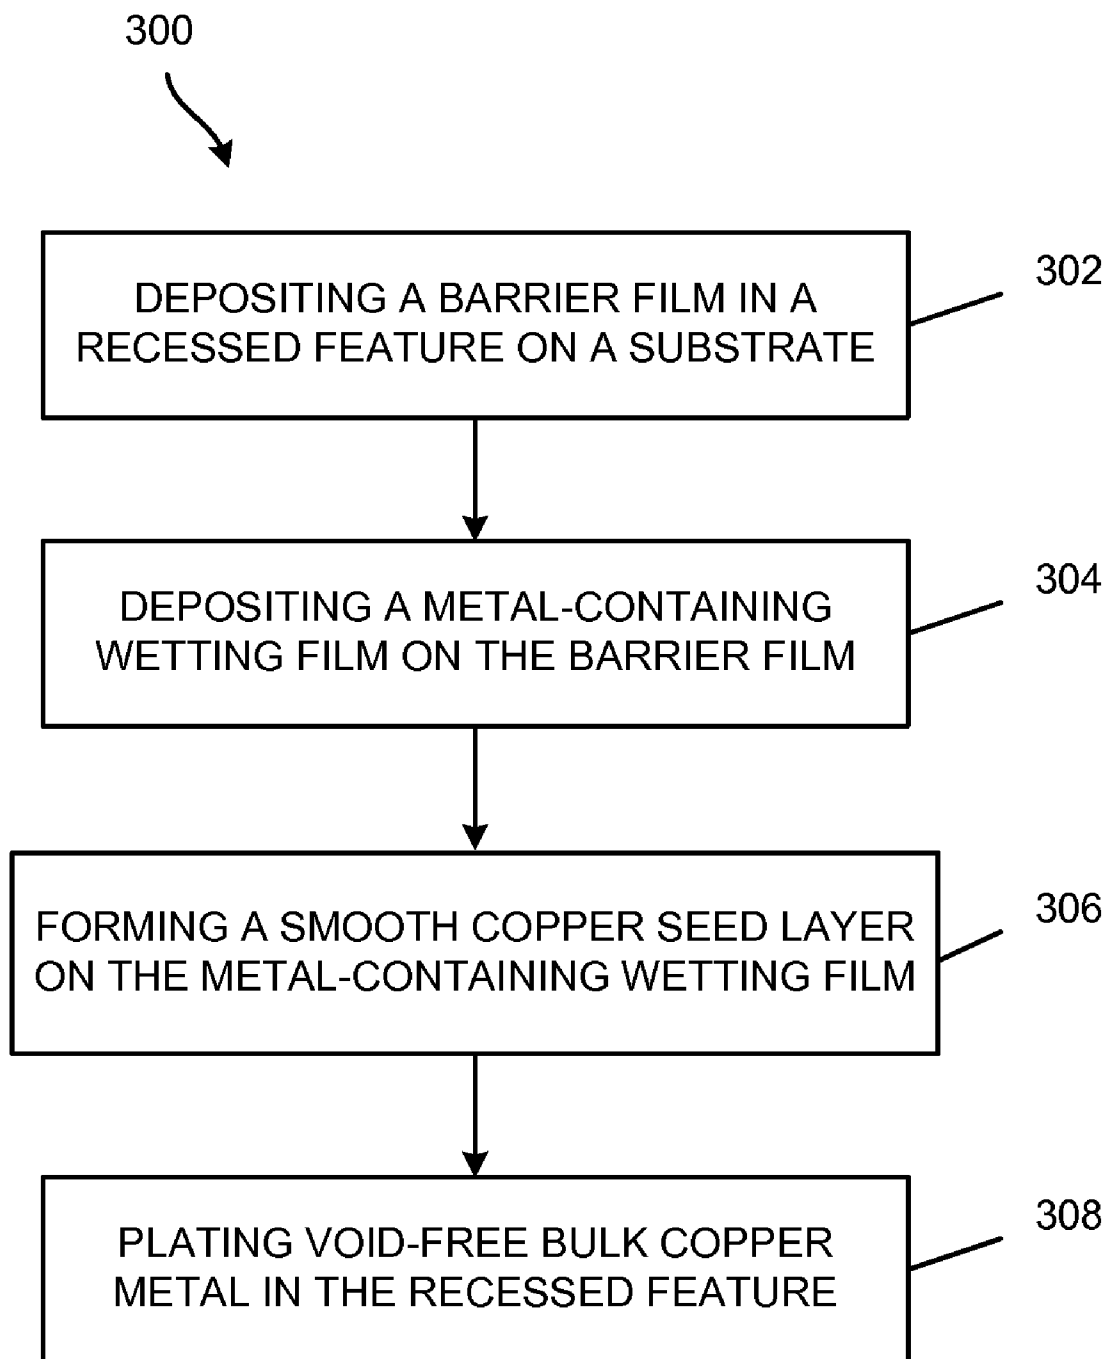 300
DEPOSITING A BARRIER FILM IN A
RECESSED FEATURE ON A SUBSTRATE
302
DEPOSITING A METAL-CONTAINING
WETTING FILM ON THE BARRIER FILM
304
FORMING A SMOOTH COPPER SEED LAYER
ON THE METAL-CONTAINING WETTING FILM
306
PLATING VOID-FREE BULK COPPER
METAL IN THE RECESSED FEATURE
308